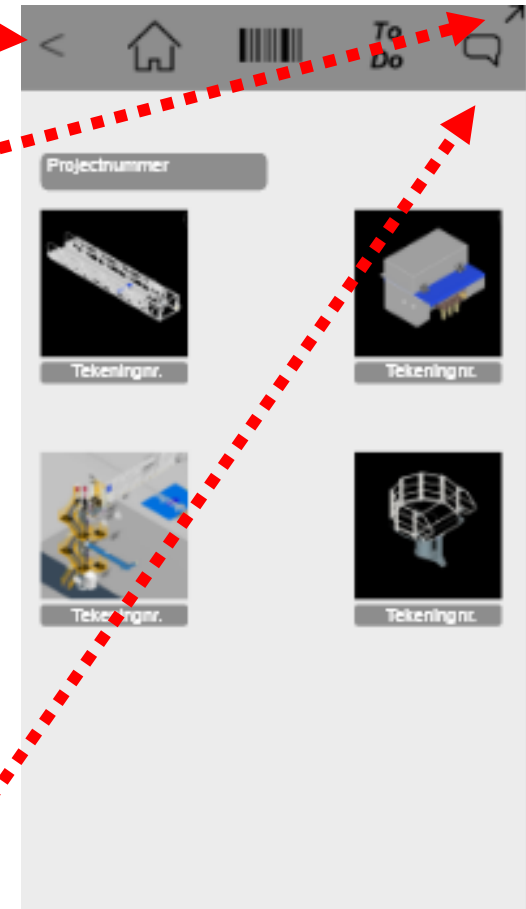 <
To
Do
Projectnummer
Tekeningnr.
Tekeningnr.
Tekeningnr.
Tekeningnr.